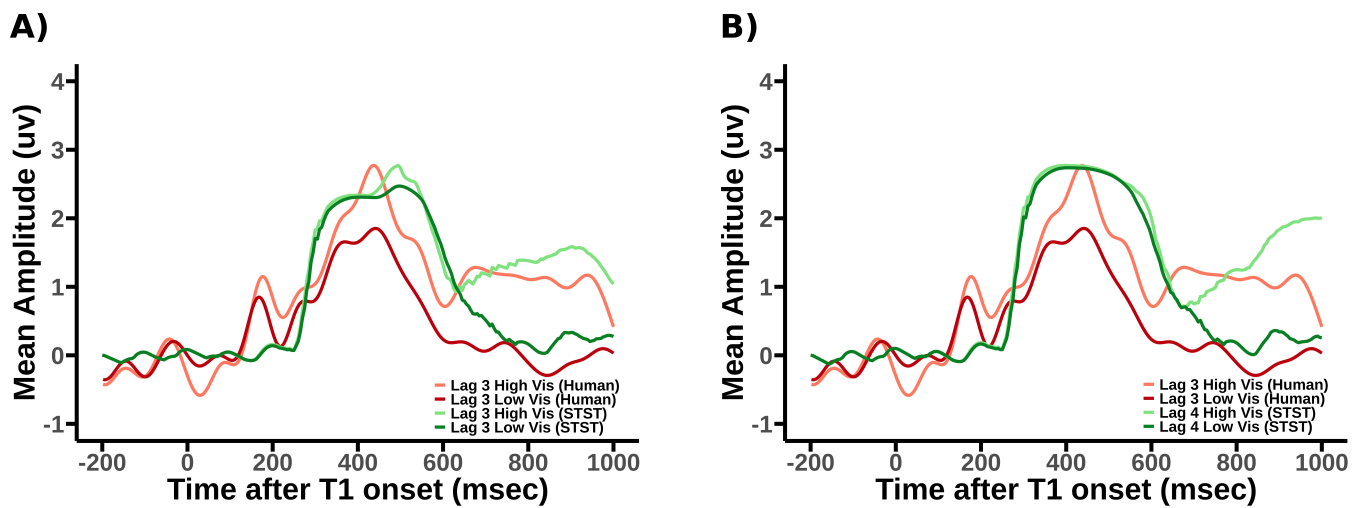 A)
Mean Amplitude (uv)
4
3
2
1
0
-1
Lag 3 High Vis (Human)
Lag 3 Low Vis (Human)
Lag 3 High Vis (STST)
Lag 3 Low Vis (STST)
-200 0 200 400 600 800 1000
Time after T1 onset (msec)
B)
Mean Amplitude (uv)
4
3
2
1
0
-1
Lag 3 High Vis (Human)
Lag 3 Low Vis (Human)
Lag 4 High Vis (STST)
Lag 4 Low Vis (STST)
-200 0 200 400 600 800 1000
Time after T1 onset (msec)